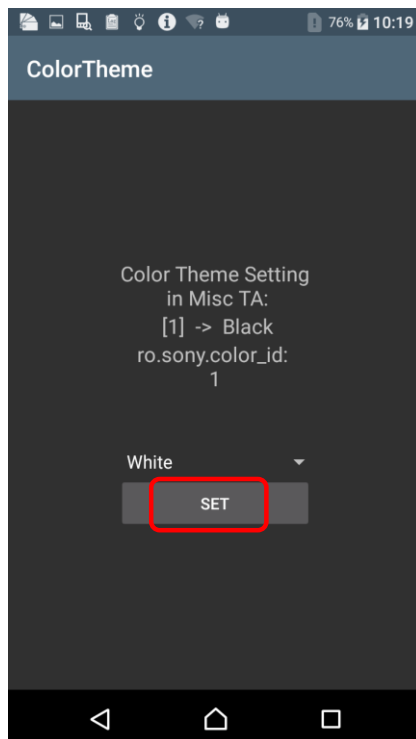 76% 10:19
ColorTheme
Color Theme Setting
in Misc TA:
[1] -> Black
ro.sony.color_id:
1
White
SET